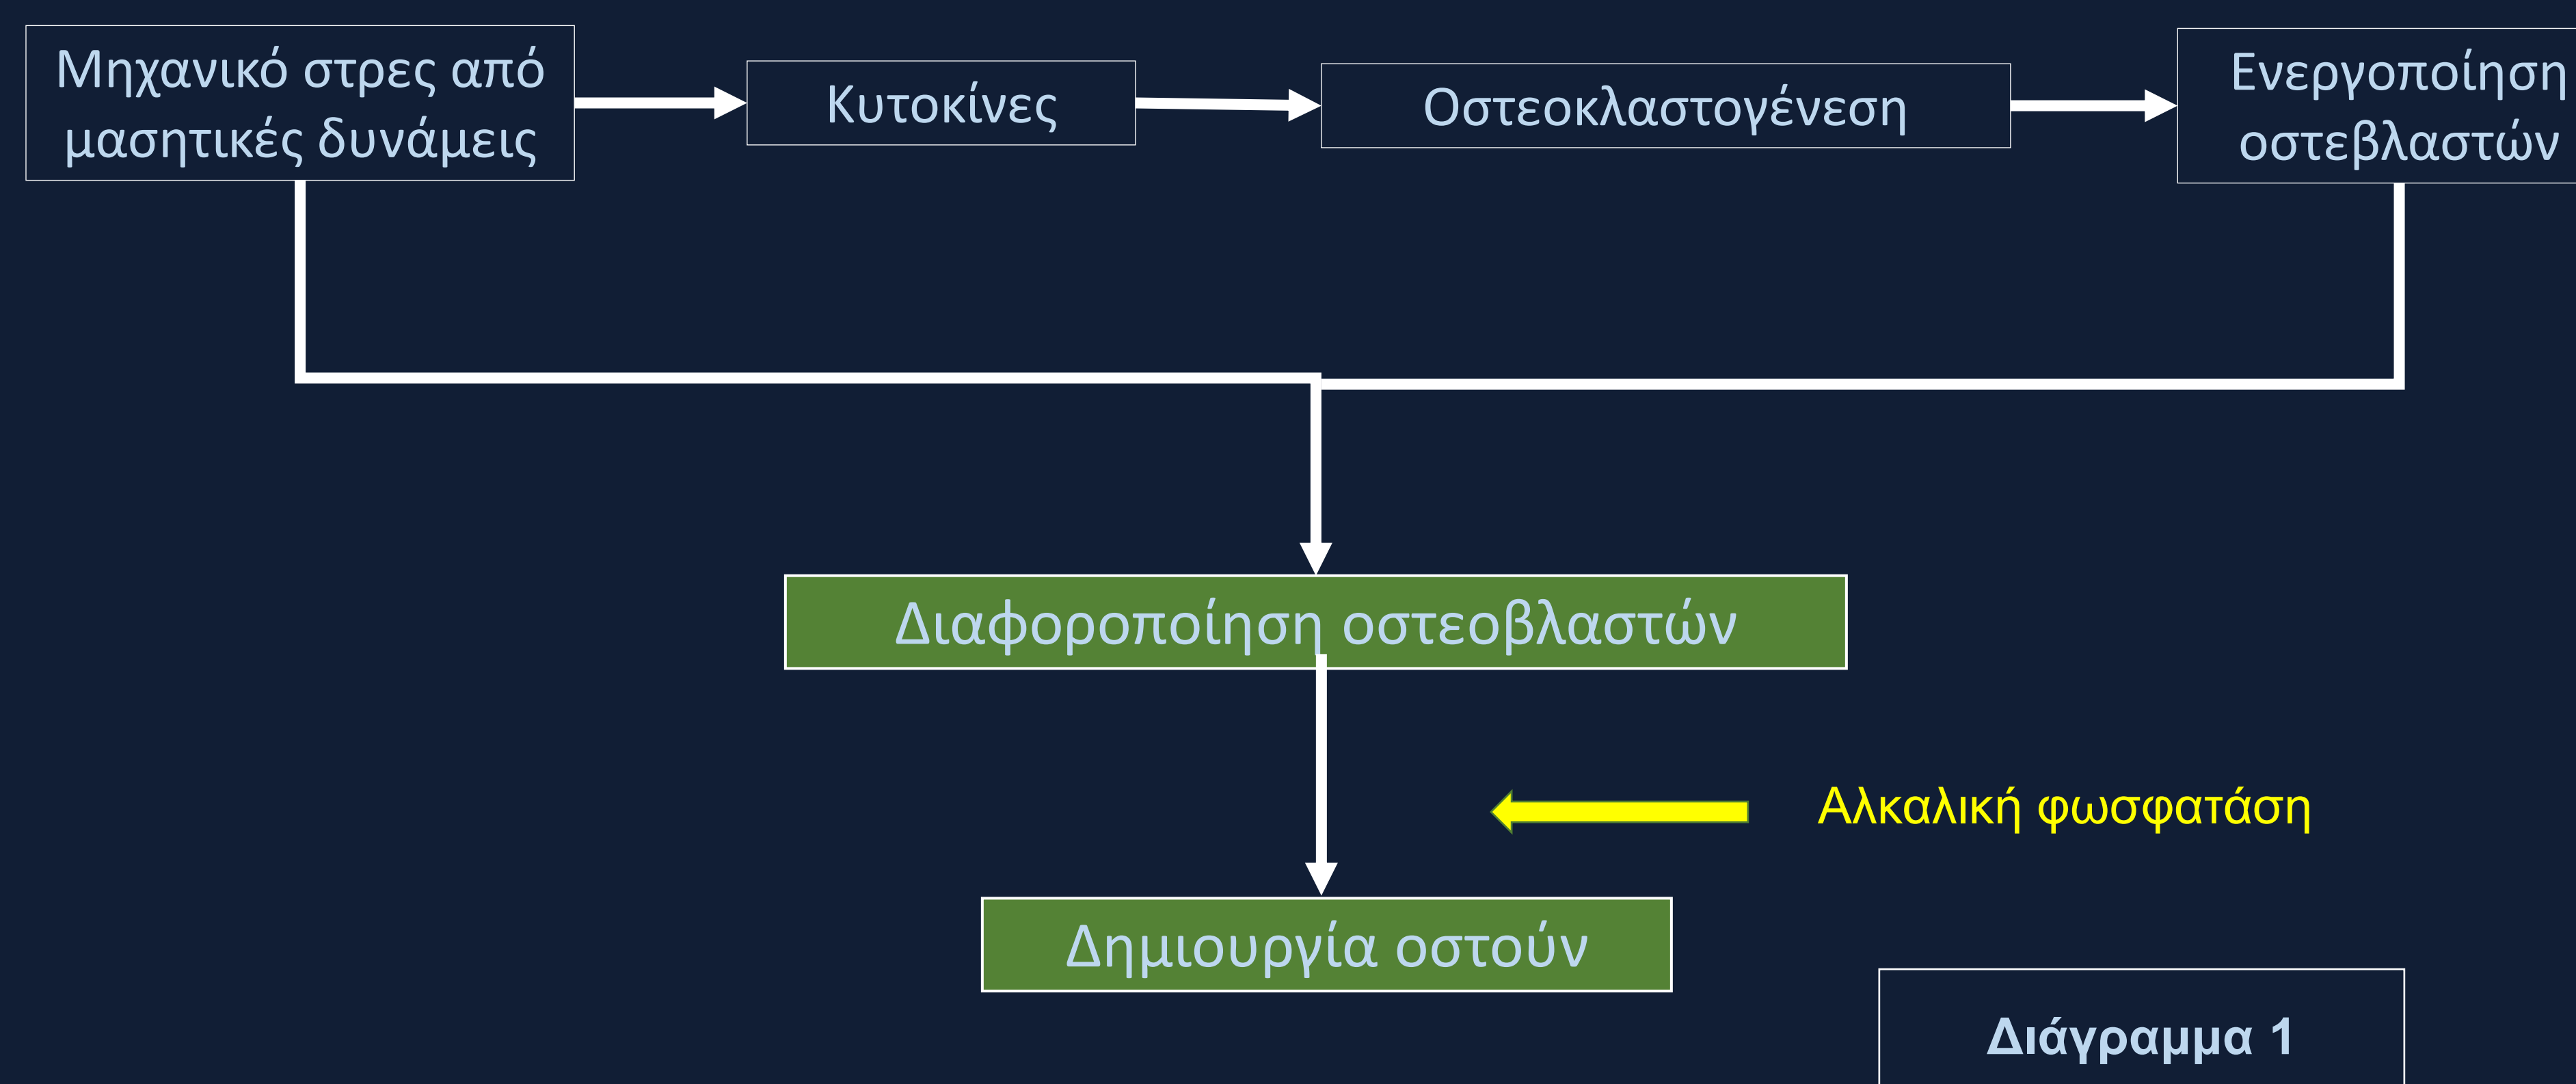 Μηχανικό στρες από
μασητικές δυνάμεις
Κυτοκίνες
Οστεοκλαστογένεση
Ενεργοποίηση
οστεβλαστών
Διαφοροποίηση οστεοβλαστών
Αλκαλική φωσφατάση
Δημιουργία οστούν
Διάγραμμα 1